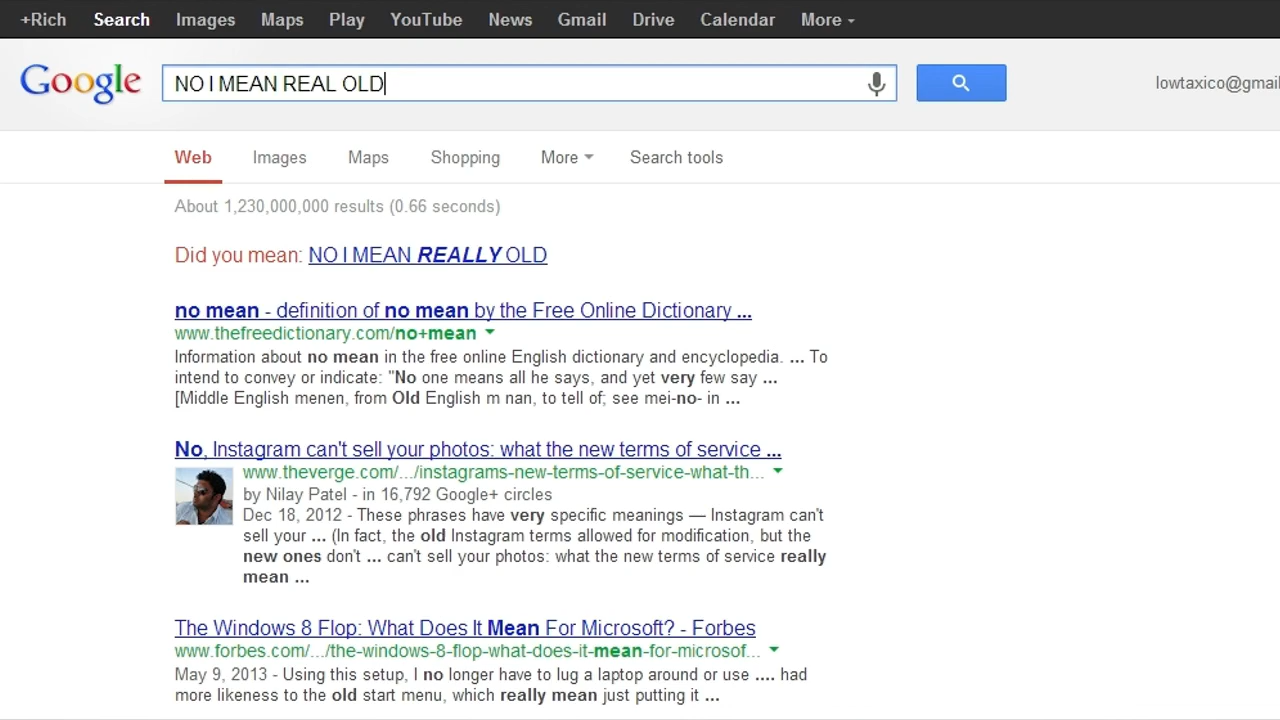 +Rich Search Images Maps Play YouTube News Gmail Drive Calendar More
Google NO I MEAN REAL OLD lowtaxico@gmail
Web Images Maps Shopping More Search tools
About 1,230,000,000 results (0.66 seconds)
Did you mean: NO I MEAN REALLY OLD
no mean - definition of no mean by the Free Online Dictionary ...
www.thefreedictionary.com/no+mean
Information about no mean in the free online English dictionary and encyclopedia. ... To
intend to convey or indicate: "No one means all he says, and yet very few say ...
[Middle English menen, from Old English m nan, to tell of; see mei-no- in ...
No, Instagram can't sell your photos: what the new terms of service ...
www.theverge.com/.../instagrams-new-terms-of-service-what-th...
by Nilay Patel - in 16,792 Google+ circles
Dec 18, 2012 - These phrases have very specific meanings — Instagram can't
sell your ... (In fact, the old Instagram terms allowed for modification, but the
new ones don't ... can't sell your photos: what the new terms of service really
mean ...
The Windows 8 Flop: What Does It Mean For Microsoft? - Forbes
www.forbes.com/.../the-windows-8-flop-what-does-it-mean-for-microsof...
May 9, 2013 - Using this setup, I no longer have to lug a laptop around or use .... had
more likeness to the old start menu, which really mean just putting it ...